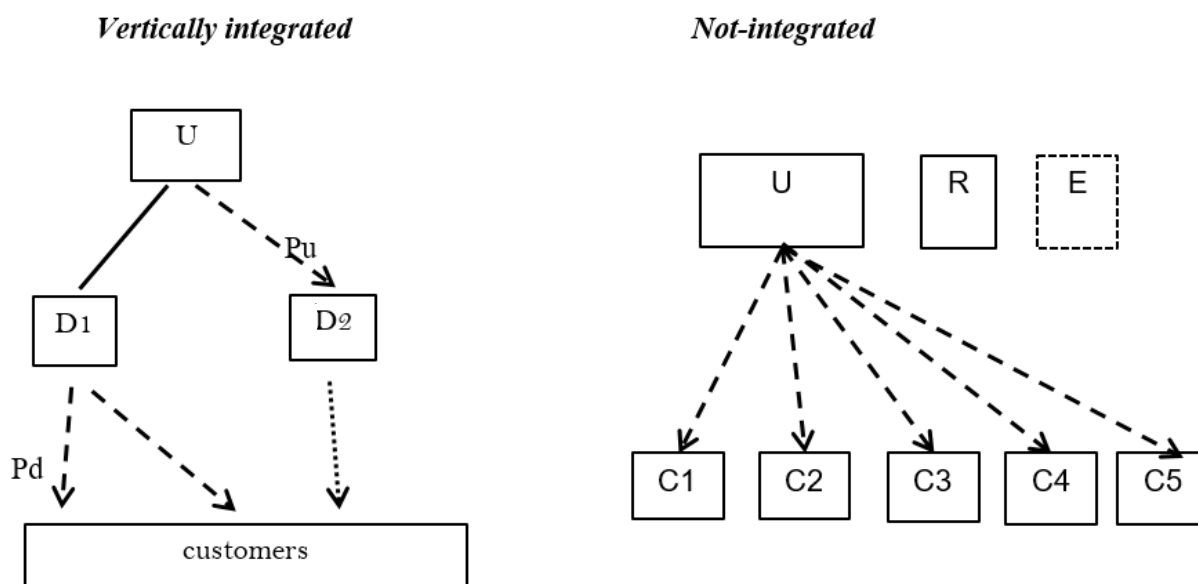 Vertically integrated
Not-integrated
U
Pu
D1
D2
Pd
customers
U
R
E
C1
C2
C3
C4
C5